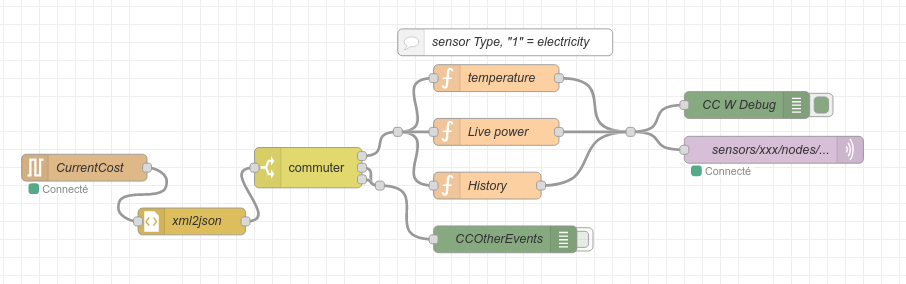 sensor Type, "1" = electricity
temperature
CC W Debug
Live power
sensors/xxx/nodes/...
CurrentCost
commuter
Connecté
Connecté
History
xml2json
CCOtherEvents